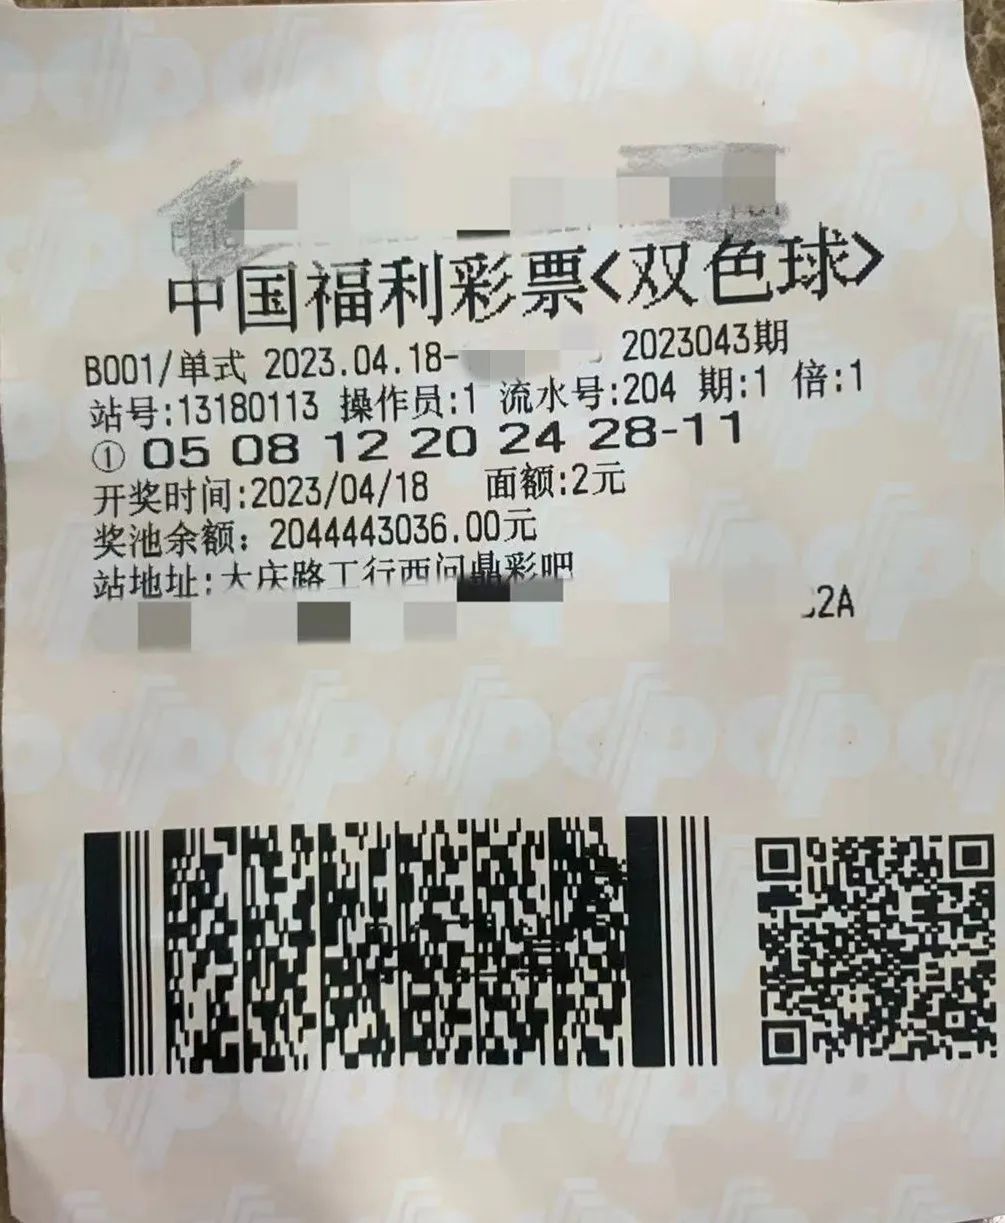 中国福利彩票<双色球>
B001/单式 2023.04.18- 2023043期
站号:13180113 操作员:1 流水号:204 期:1 倍:1
① 05 08 12 20 24 28-11
开奖时间:2023/04/18 面额:2元
奖池余额：2044443036.00元
站地址:大庆路工行西问鼎彩吧
2A